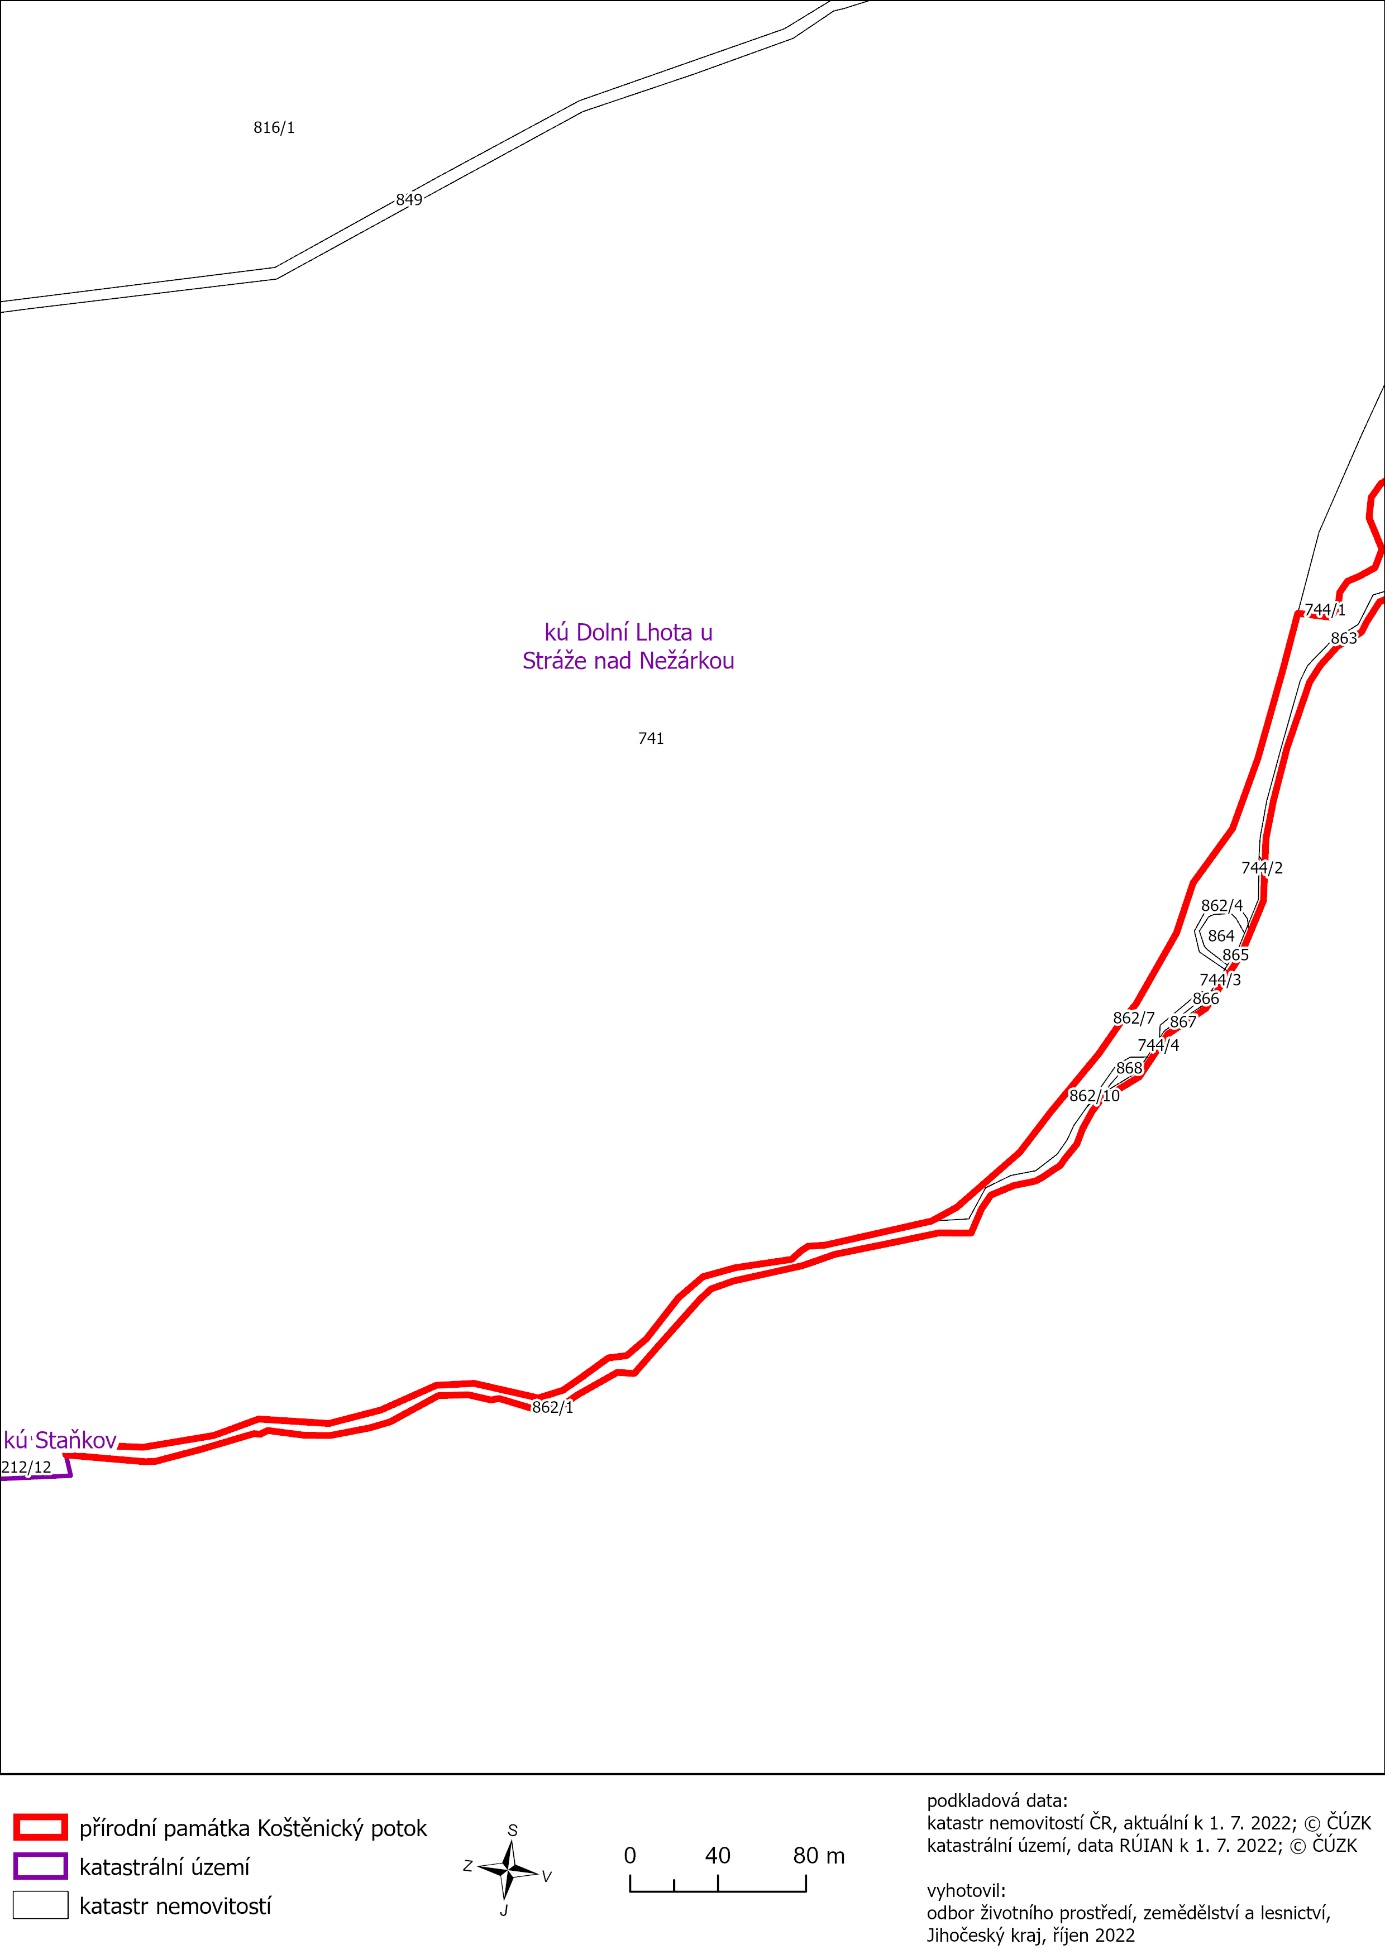 816/1
849
744/1
kú Dolní Lhota u
Stráže nad Nežárkou
863
741
744/2
862/4
864
865
744/3
866
862/7
867
744/4
868
862/10
862/1
kú Staňkov
212/12
přírodní památka Koštěnický potok
katastrální území
katastr nemovitostí
S
Z
V
J
0 40 80 m
podkladová data:
katastr nemovitostí ČR, aktuální k 1. 7. 2022; © ČÚZK
katastrální území, data RÚIAN k 1. 7. 2022; © ČÚZK
vyhotovil:
odbor životního prostředí, zemědělství a lesnictví,
Jihočeský kraj, říjen 2022